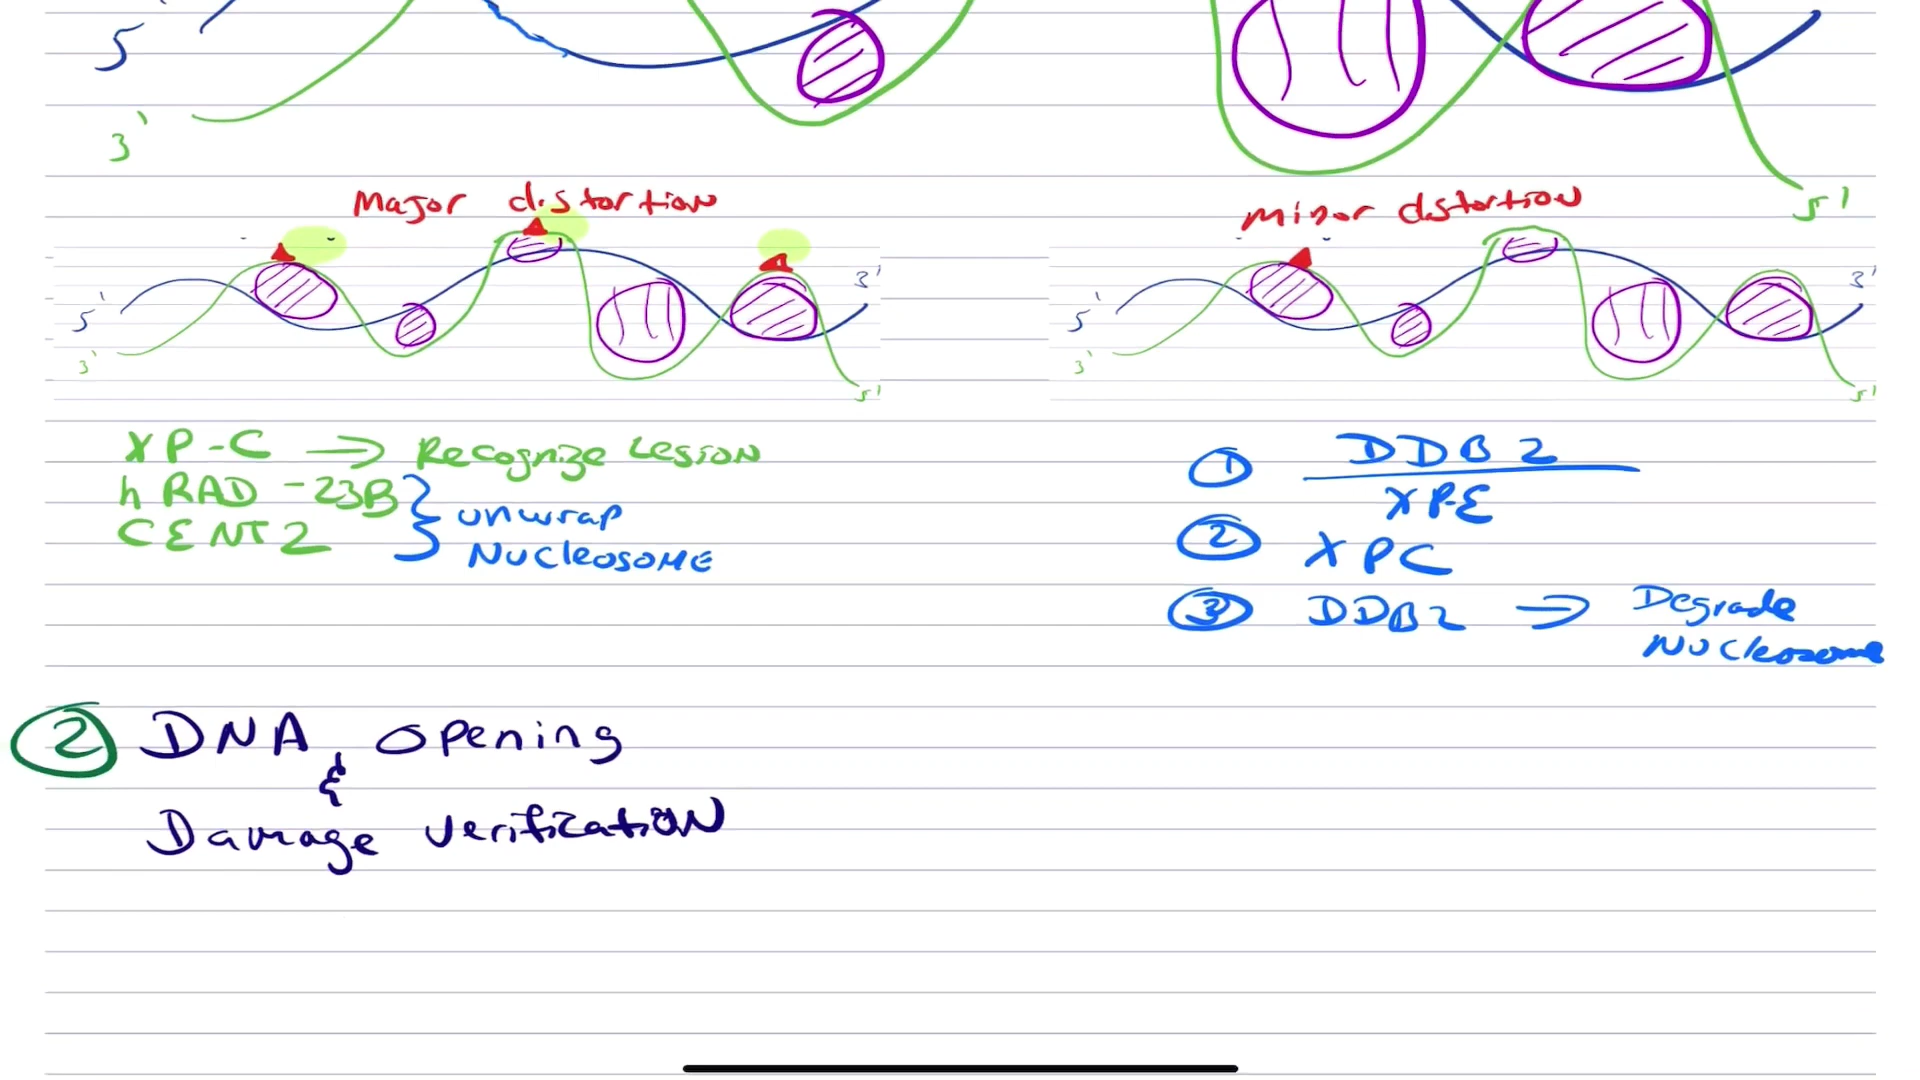 5
3'
5'
Major distortion
5'
3'
3'
5'
XP-C → Recognize Lesion
hRAD-23B
CENT2
unwrap
Nucleosome
minor distortion
5'
3'
3'
5'
① DDB2
XP-E
② XPC
③ DDB2 → Degrade
Nucleosome
② DNA opening
&
Damage verification